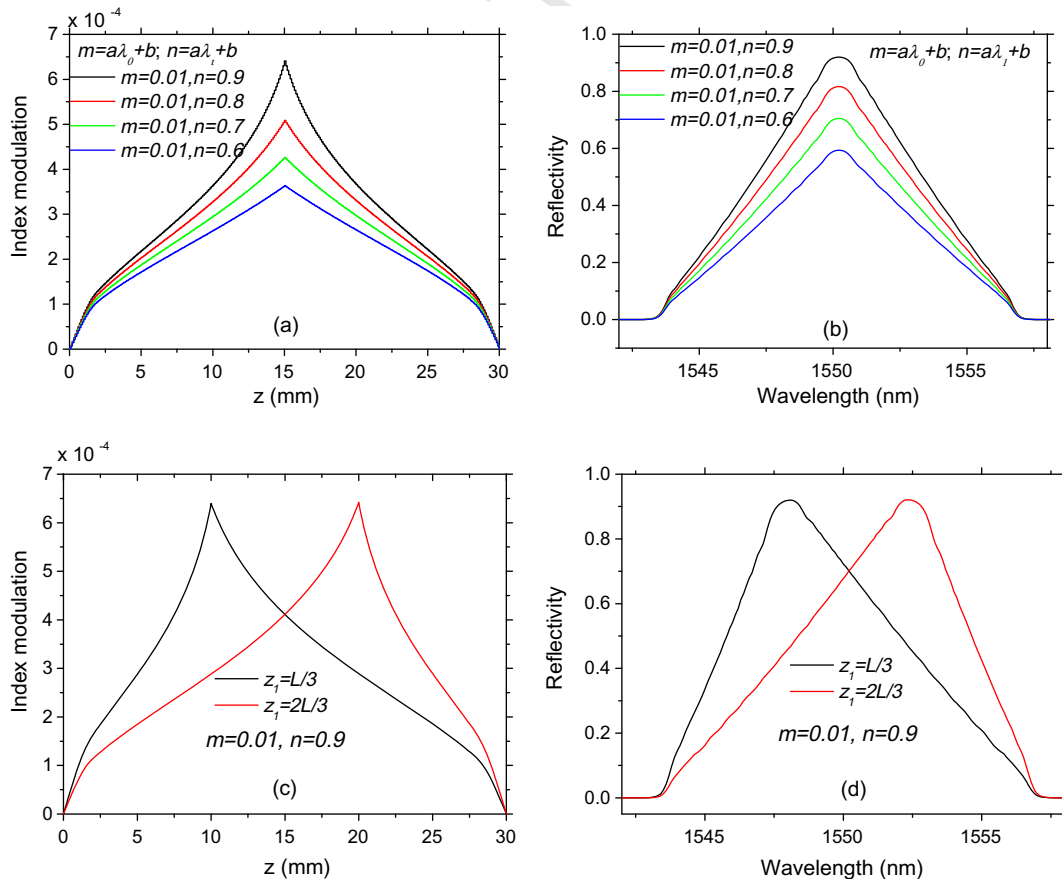 x 10 -4
7
6
5
4
3
2
1
0
Index modulation
m=aλ0+b; n=aλι+b
m=0.01,n=0.9
m=0.01,n=0.8
m=0.01,n=0.7
m=0.01,n=0.6
(a)
0 5 10 15 20 25 30
z (mm)
1.0
0.8
0.6
0.4
0.2
0.0
Reflectivity
m=0.01,n=0.9
m=0.01,n=0.8
m=0.01,n=0.7
m=0.01,n=0.6
m=aλ0+b; n=aλ1+b
(b)
1545 1550 1555
Wavelength (nm)
x 10 -4
7
6
5
4
3
2
1
0
Index modulation
z1=L/3
z1=2L/3
m=0.01, n=0.9
(c)
0 5 10 15 20 25 30
z (mm)
1.0
0.8
0.6
0.4
0.2
0.0
Reflectivity
z1=L/3
z1=2L/3
m=0.01, n=0.9
(d)
1545 1550 1555
Wavelength (nm)